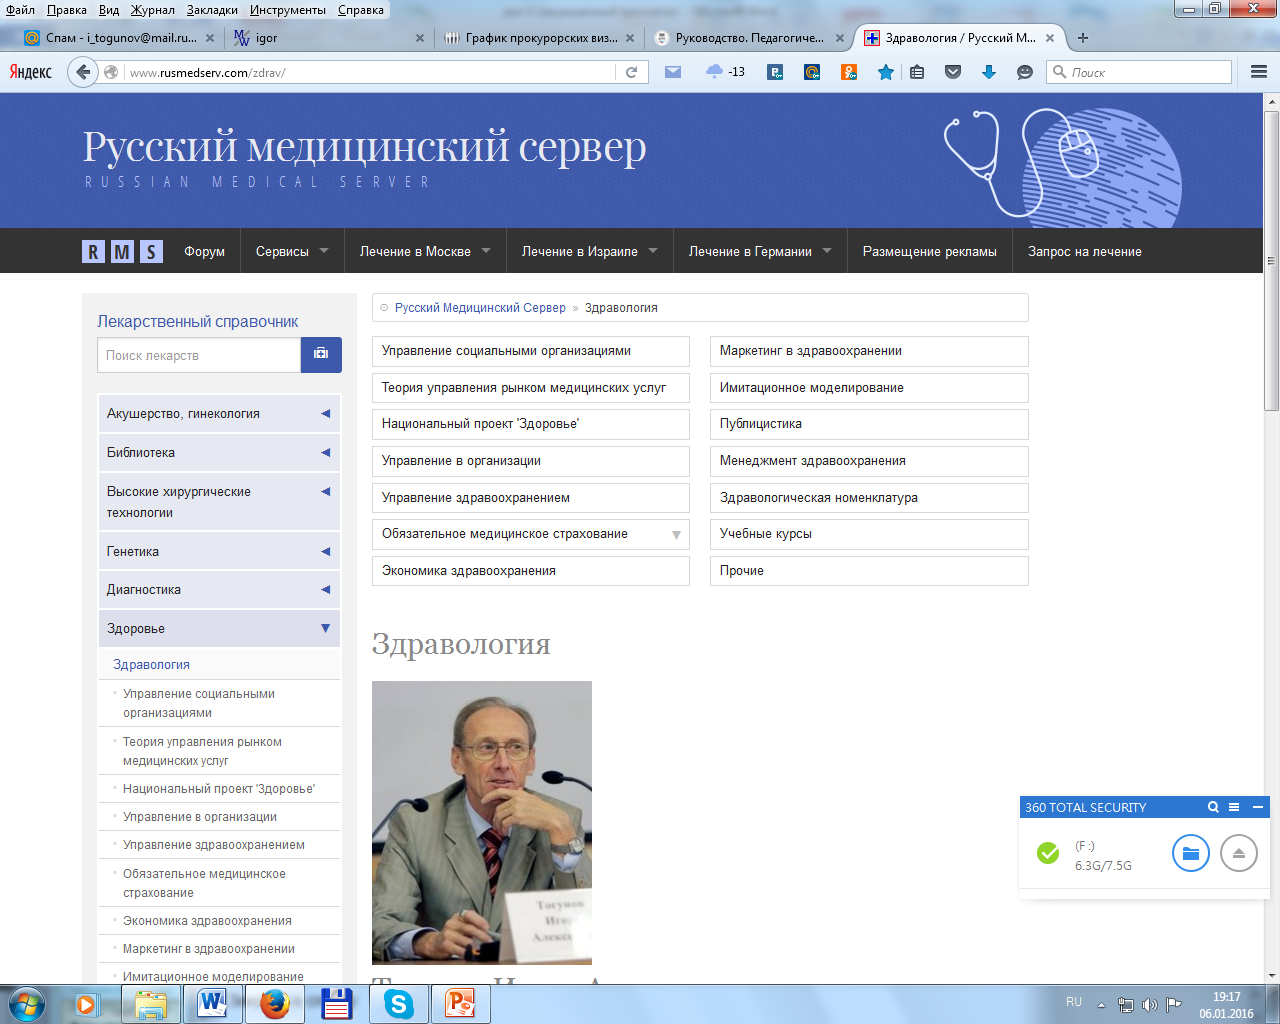 Файл Правка Вид Журнал Закладки Инструменты Справка
Спам - i_togunov@mail.ru...
igor
График прокурорских виз...
Руководство. Педагогиче...
Здравология / Русский М...
Яндекс
www.rusmedserv.com/zdrav/
-13
Поиск
Русский медицинский сервер
RUSSIAN MEDICAL SERVER
R M S
Форум
Сервисы
Лечение в Москве
Лечение в Израиле
Лечение в Германии
Размещение рекламы
Запрос на лечение
Лекарственный справочник
Поиск лекарств
Акушерство, гинекология
Библиотека
Высокие хирургические
технологии
Генетика
Диагностика
Здоровье
Здравология
Управление социальными
организациями
Теория управления рынком
медицинских услуг
Национальный проект 'Здоровье'
Управление в организации
Управление здравоохранением
Обязательное медицинское
страхование
Экономика здравоохранения
Маркетинг в здравоохранении
Имитационное моделирование
Русский Медицинский Сервер » Здравология
Управление социальными организациями
Маркетинг в здравоохранении
Теория управления рынком медицинских услуг
Имитационное моделирование
Национальный проект 'Здоровье'
Публицистика
Управление в организации
Менеджмент здравоохранения
Управление здравоохранением
Здравологическая номенклатура
Обязательное медицинское страхование
Учебные курсы
Экономика здравоохранения
Прочие
Здравология
Тогунов
Игорь
360 TOTAL SECURITY
(F:)
6.3G/7.5G
RU
19:17
06.01.2016